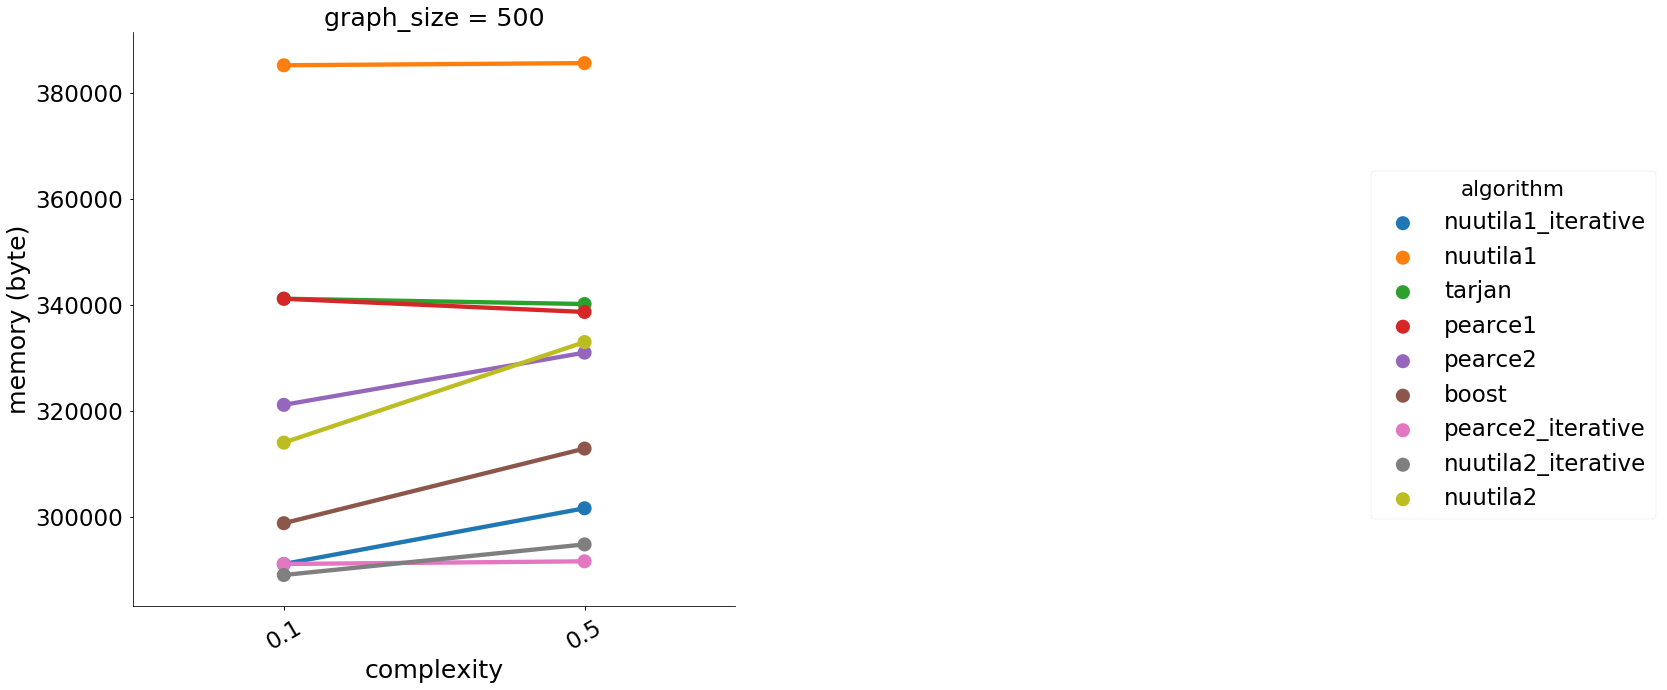 graph_size = 500
memory (byte)
380000
360000
340000
320000
300000
0.1
0.5
complexity
algorithm
nuutila1_iterative
nuutila1
tarjan
pearce1
pearce2
boost
pearce2_iterative
nuutila2_iterative
nuutila2